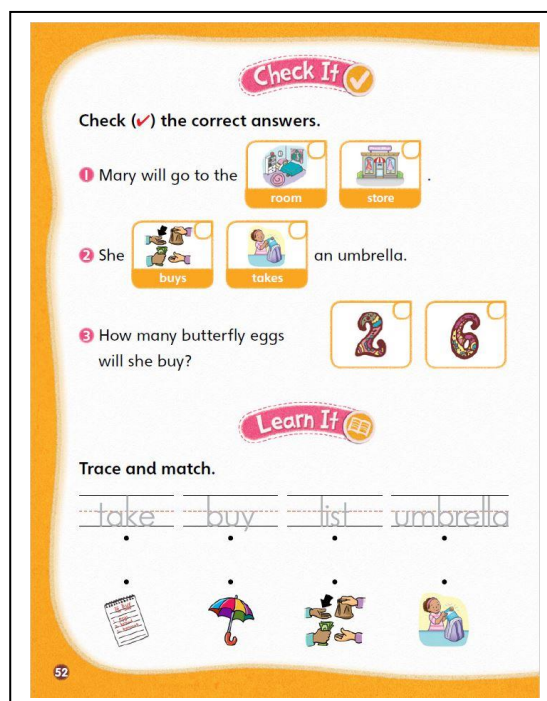 Check It
Check (✓) the correct answers.
1 Mary will go to the
room
store
.
2 She
buys
takes
an umbrella.
3 How many butterfly eggs
will she buy?
2
6
Learn It
Trace and match.
take buy list umbrella
52